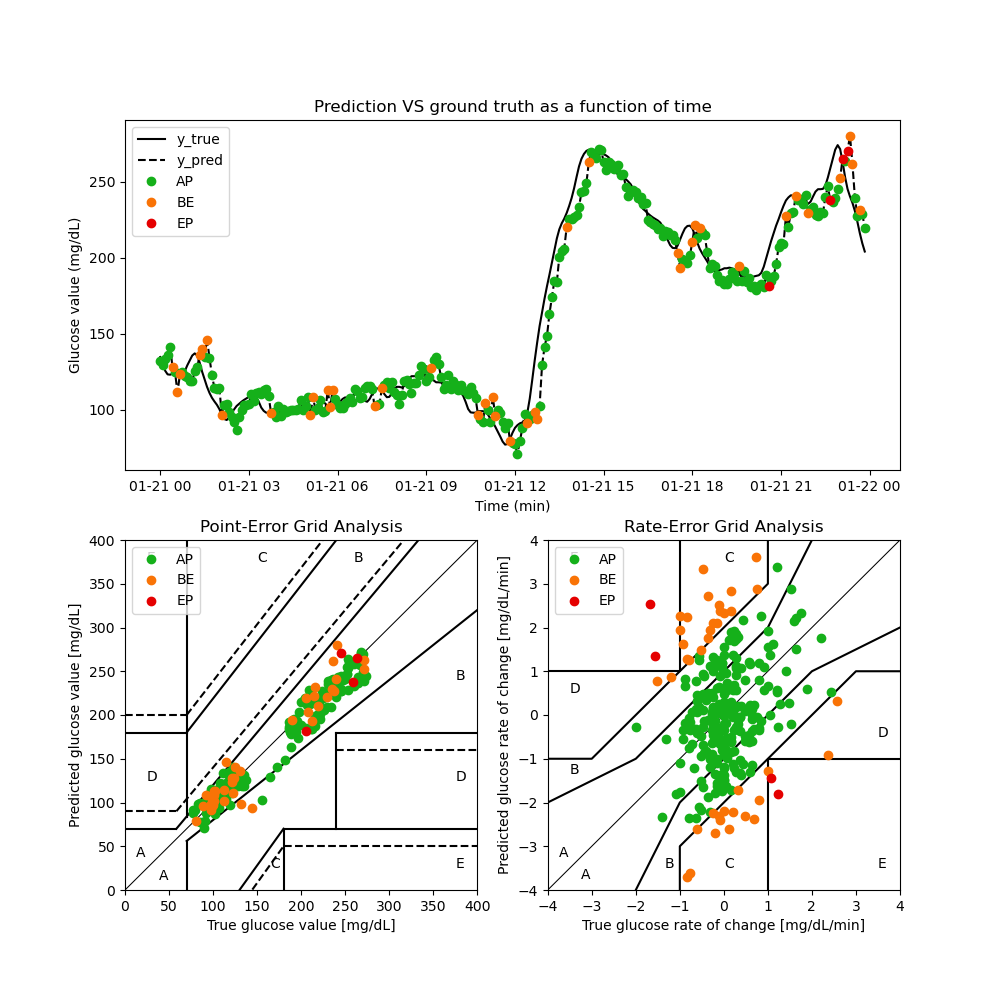 Prediction VS ground truth as a function of time
Glucose value (mg/dL)
250
200
150
100
y_true
y_pred
AP
BE
EP
01-21 00 01-21 03 01-21 06 01-21 09 01-21 12 01-21 15 01-21 18 01-21 21 01-22 00
Time (min)
Point-Error Grid Analysis
Predicted glucose value [mg/dL]
400
350
300
250
200
150
100
50
0
AP
BE
EP
C
B
B
D
D
A
A
C
E
0 50 100 150 200 250 300 350 400
True glucose value [mg/dL]
Rate-Error Grid Analysis
Predicted glucose rate of change [mg/dL/min]
4
3
2
1
0
−1
−2
−3
−4
AP
BE
EP
C
D
D
B
A
A
B
C
E
−4 −3 −2 −1 0 1 2 3 4
True glucose rate of change [mg/dL/min]